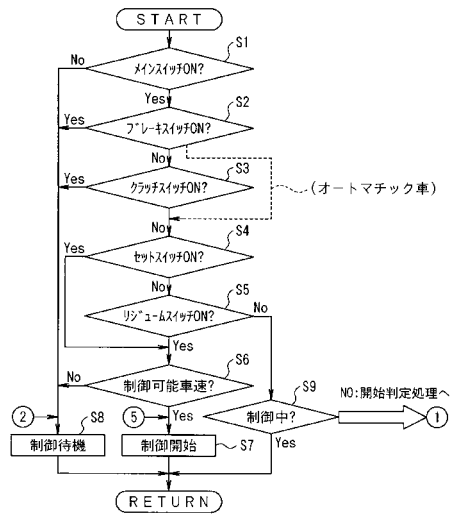 START
S1
No
メインスイッチON?
Yes
S2
Yes
ブレーキスイッチON?
No
S3
Yes
クラッチスイッチON?
(オートマチック車)
No
S4
Yes
セットスイッチON?
No
S5
リジュームスイッチON?
No
Yes
S6
No
制御可能車速?
S9
NO:開始判定処理へ
② 
S8
⑤
Yes
制御中?
①
制御待機
制御開始
S7
Yes
RETURN